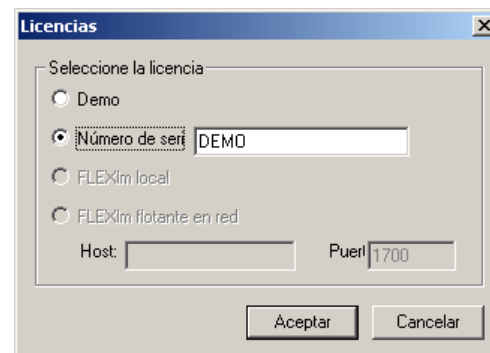 Licencias
Seleccione la licencia
Demo
Número de seri DEMO
FLEXlm local
FLEXlm flotante en red
Host: Puerl 1700
Aceptar Cancelar